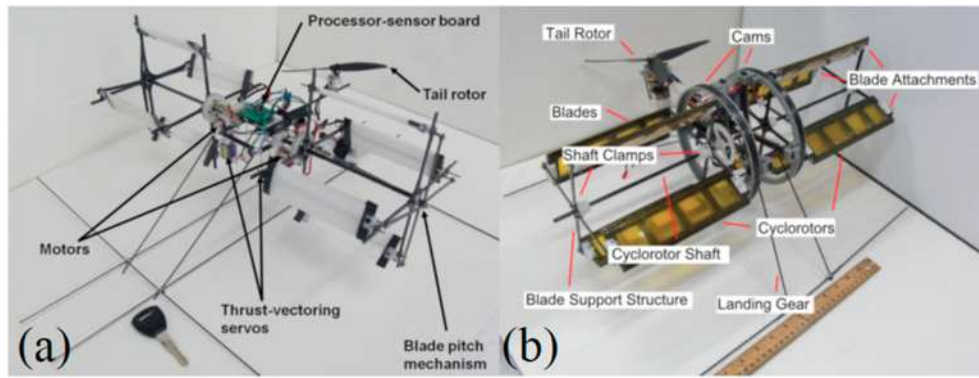 Processor-sensor board
Tail rotor
Motors
Thrust-vectoring
servos
Blade pitch
mechanism
(a)
Tail Rotor
Cams
Blade Attachments
Blades
Shaft Clamps
Cyclorotors
Cyclorotor Shaft
Blade Support Structure
Landing Gear
(b)